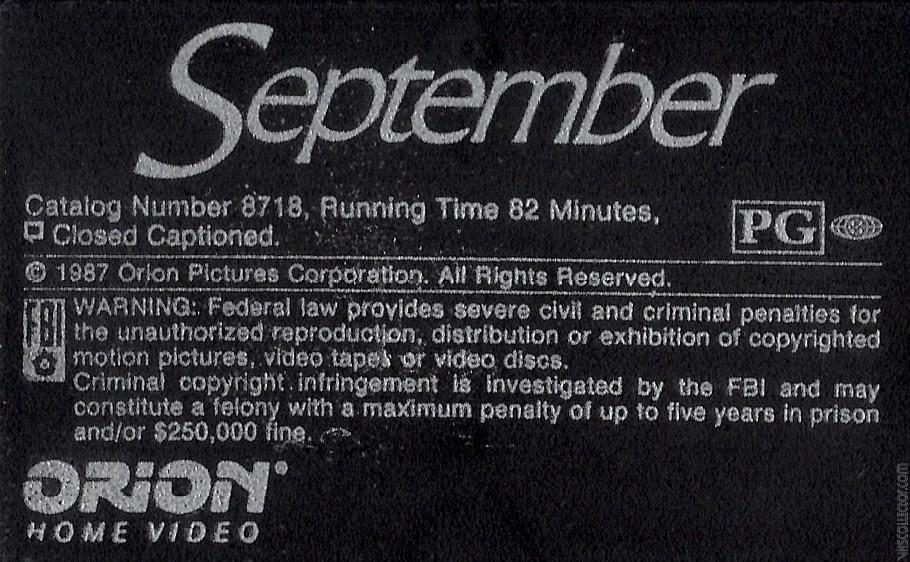 September
Catalog Number 8718, Running Time 82 Minutes,
Closed Captioned.
PG
© 1987 Orion Pictures Corporation. All Rights Reserved.
FBI
WARNING: Federal law provides severe civil and criminal penalties for
the unauthorized reproduction, distribution or exhibition of copyrighted
motion pictures, video tapes or video discs.
Criminal copyright infringement is investigated by the FBI and may
constitute a felony with a maximum penalty of up to five years in prison
and/or $250,000 fine.
ORION
HOME VIDEO
VHSCOLLECTOR.COM